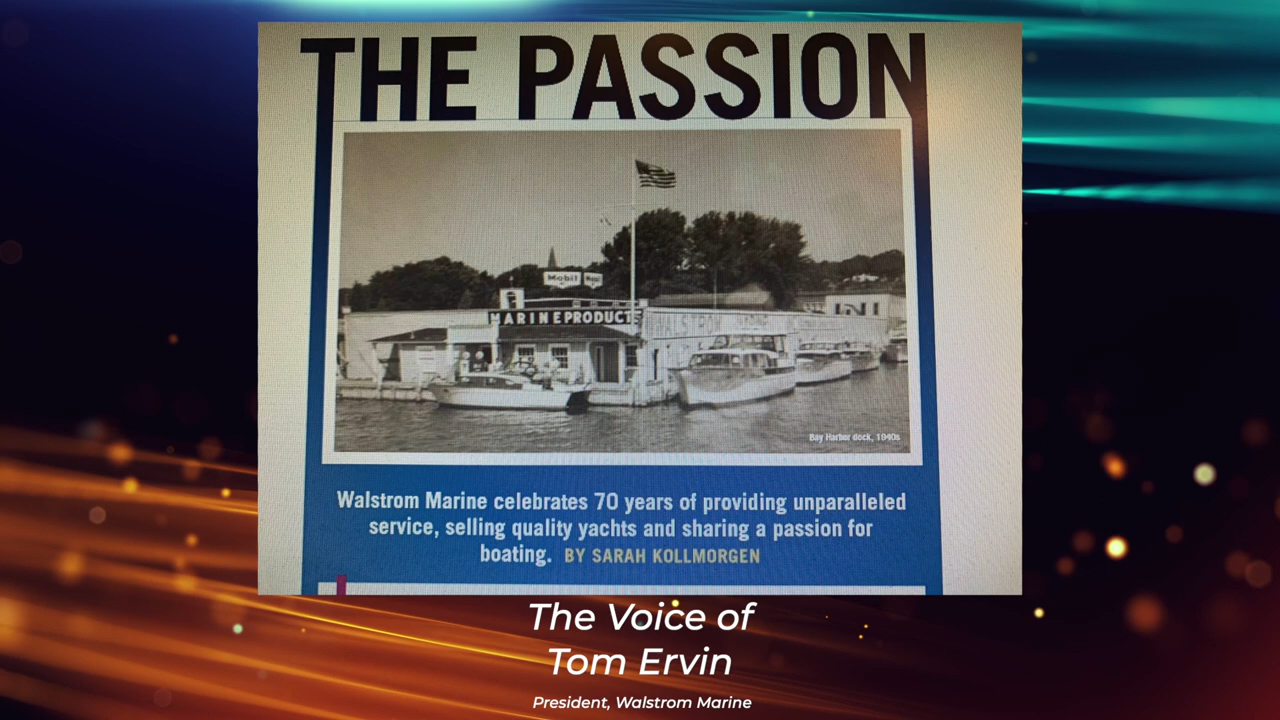 THE PASSION
Mobil
MARINE PRODUCTS
WALSTROM
Bay Harbor dock, 1940s
Walstrom Marine celebrates 70 years of providing unparalleled
service, selling quality yachts and sharing a passion for
boating. BY SARAH KOLLMORGEN
The Voice of
Tom Ervin
President, Walstrom Marine